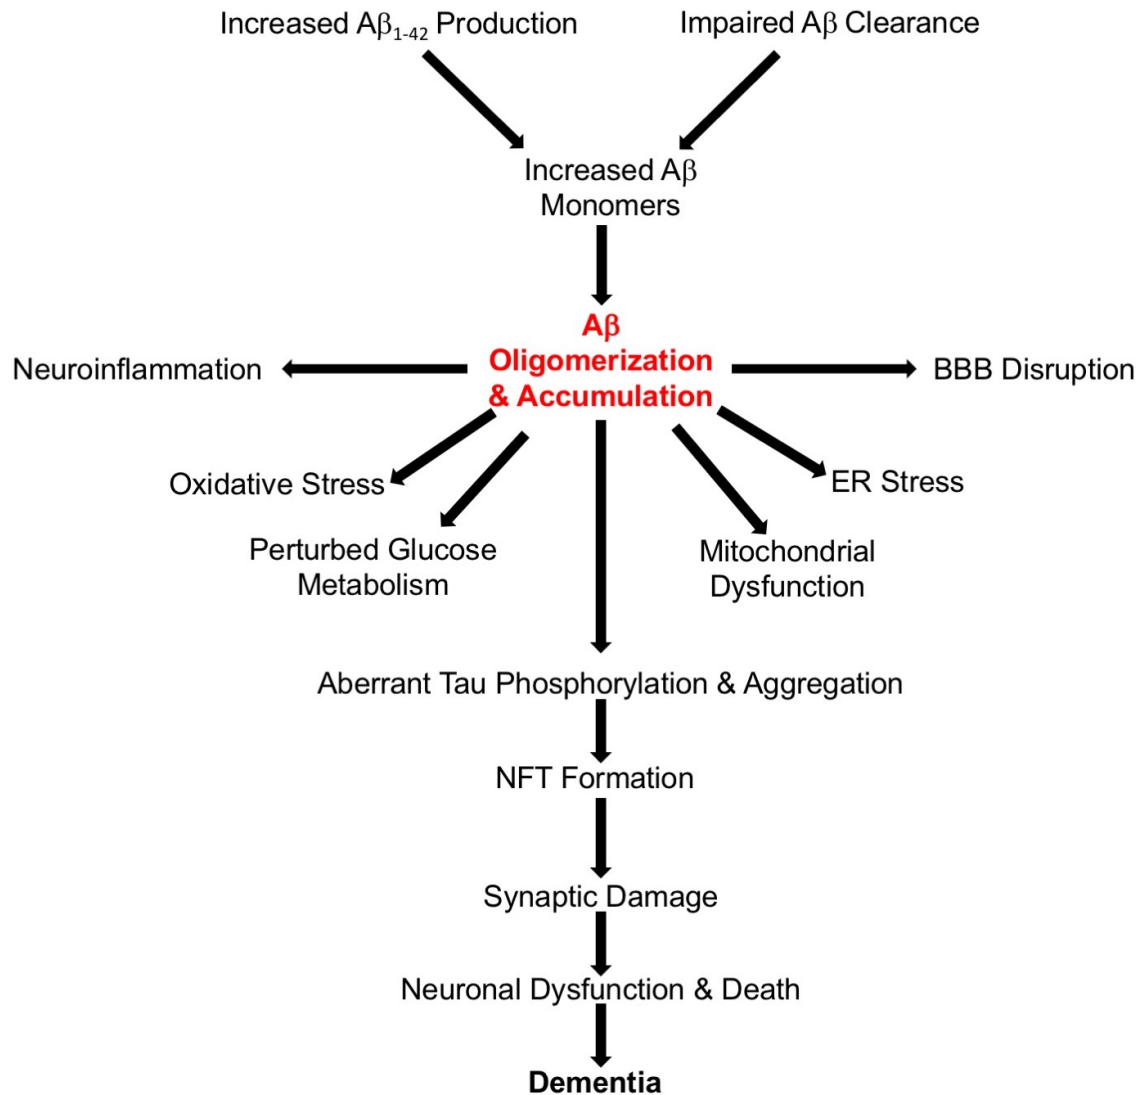 Increased Aβ1-42 Production
Impaired Aβ Clearance
Increased Aβ
Monomers
Aβ
Oligomerization
& Accumulation
Neuroinflammation
BBB Disruption
Oxidative Stress
ER Stress
Perturbed Glucose
Metabolism
Mitochondrial
Dysfunction
Aberrant Tau Phosphorylation & Aggregation
NFT Formation
Synaptic Damage
Neuronal Dysfunction & Death
Dementia